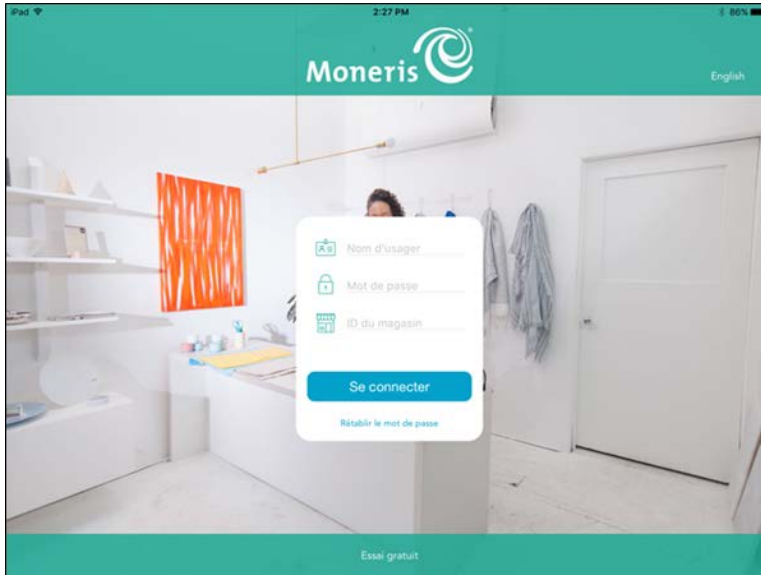 iPad 2:27 PM 86%
Moneris
English
Nom d'usager
Mot de passe
ID du magasin
Se connecter
Rétablir le mot de passe
Essai gratuit